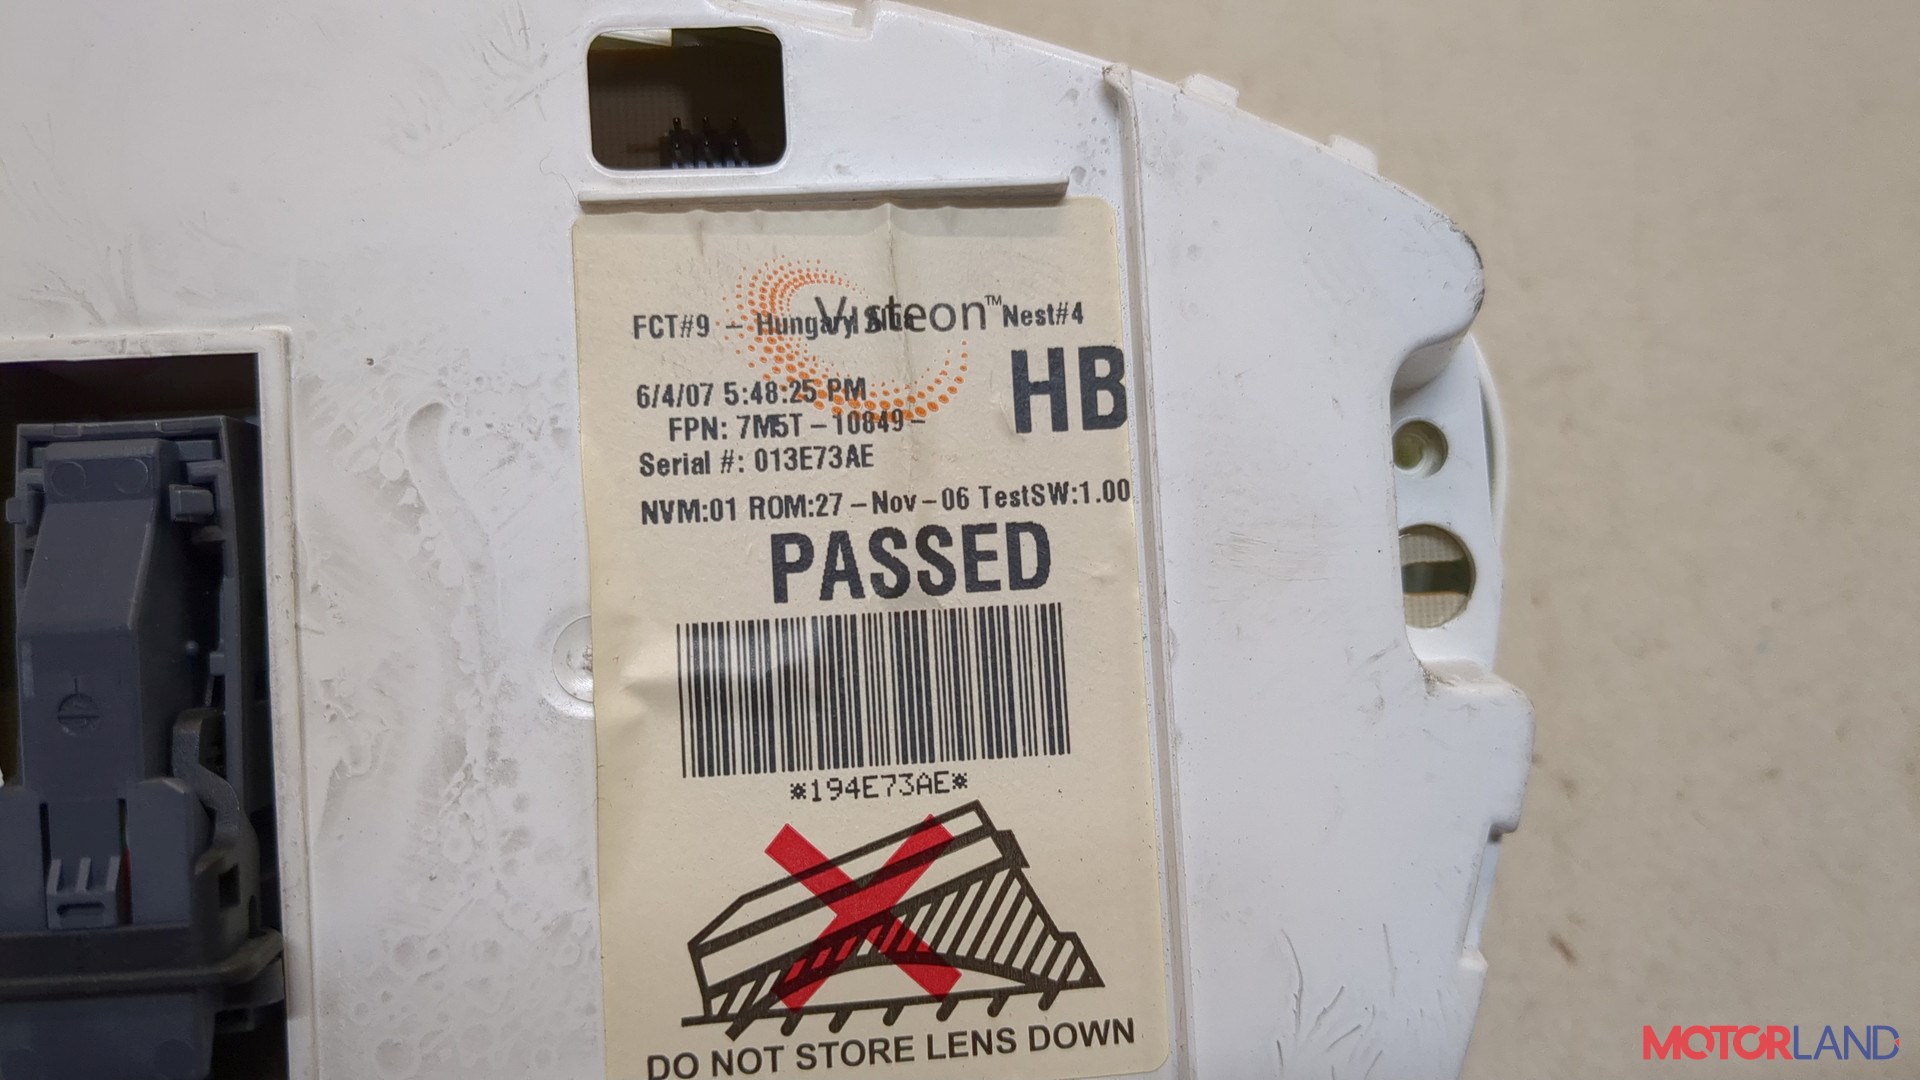 Visteon™
FCT#9 - Hungary Nest#4
HB
6/4/07 5:48:25 PM
FPN: 7M5T-10849-
Serial #: 013E73AE
NVM:01 ROM:27-Nov-06 TestSW:1.00
PASSED
*194E73AE*
DO NOT STORE LENS DOWN
MOTORLAND